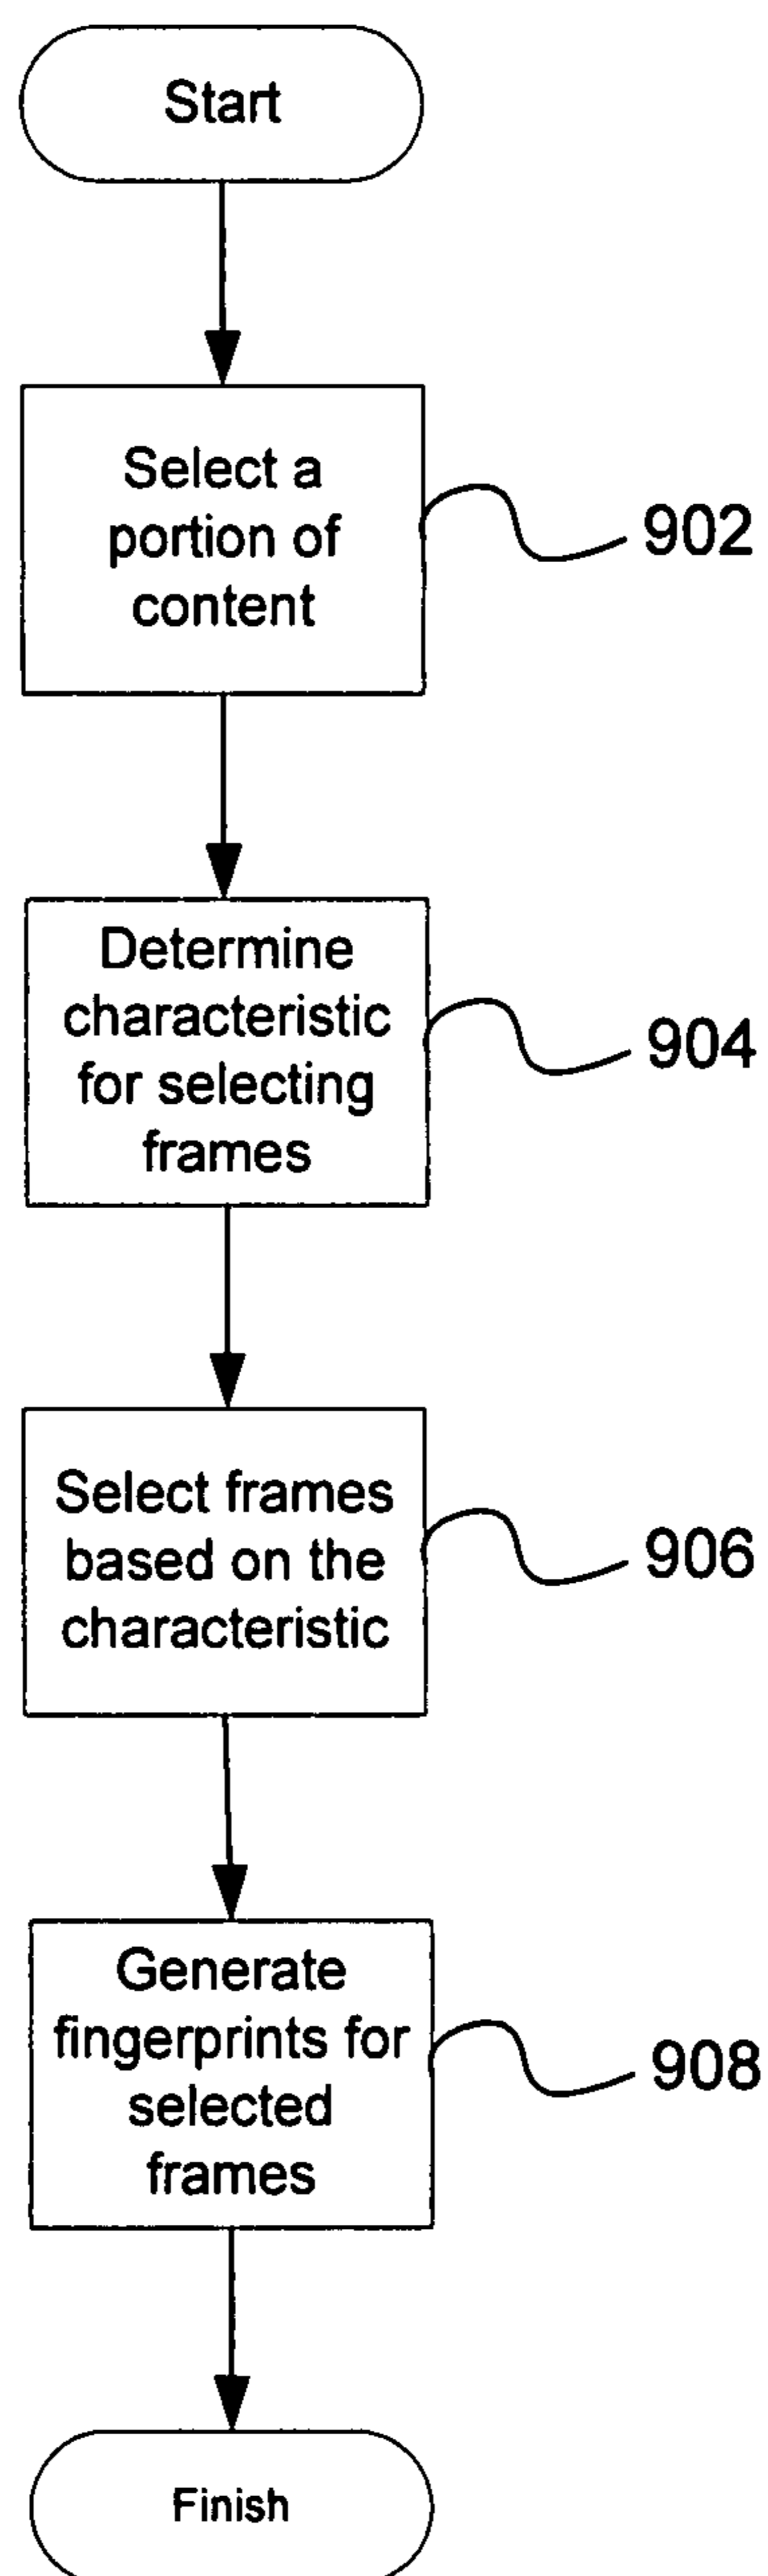 Start
Select a
portion of
content
902
Determine
characteristic
for selecting
frames
904
Select frames
based on the
characteristic
906
Generate
fingerprints for
selected
frames
908
Finish